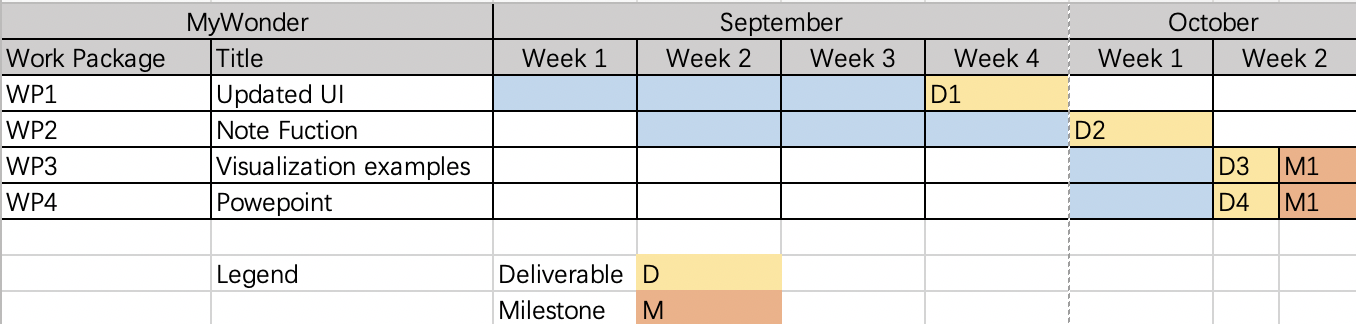 MyWonder September October
Work Package Title Week 1 Week 2 Week 3 Week 4 Week 1 Week 2
WP1 Updated UI D1
WP2 Note Fuction D2
WP3 Visualization examples D3 M1
WP4 Powepoint D4 M1
Legend Deliverable D
Milestone M